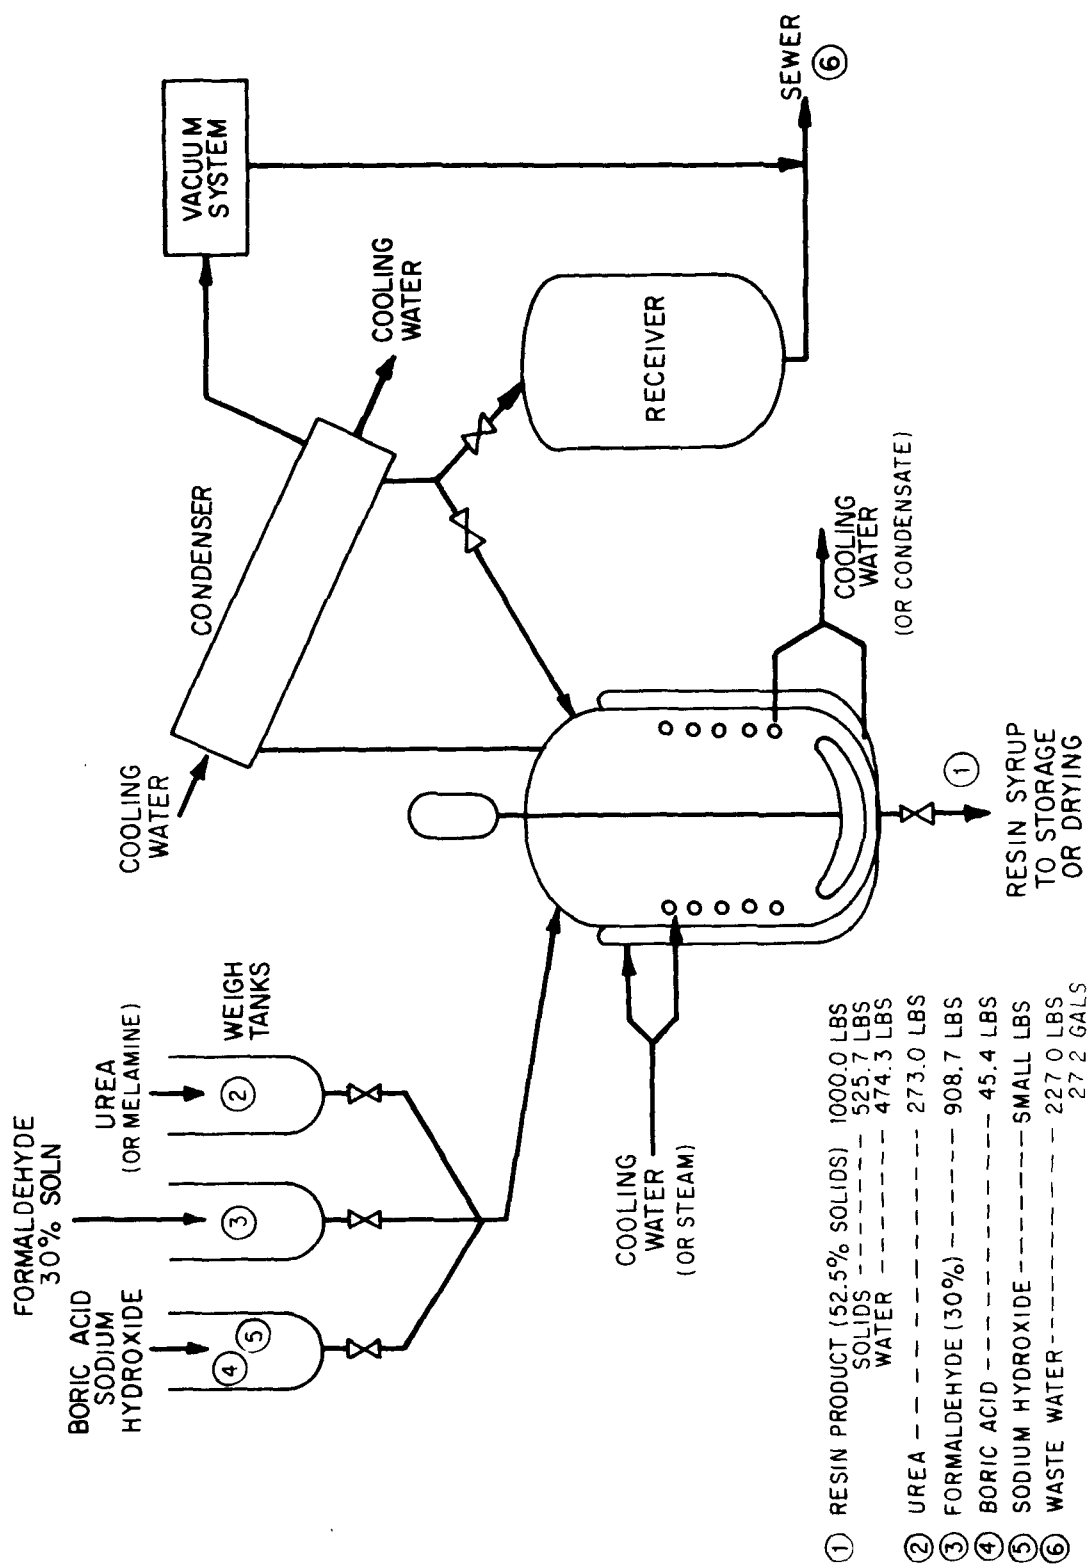 FORMALDEHYDE
30% SOLN
BORIC ACID
SODIUM
HYDROXIDE
UREA
(OR MELAMINE)
④
⑤
③
②
WEIGH
TANKS
COOLING
WATER
CONDENSER
COOLING
WATER
VACUUM
SYSTEM
RECEIVER
SEWER
⑥
COOLING
WATER
(OR STEAM)
COOLING
WATER
(OR CONDENSATE)
①
RESIN SYRUP
TO STORAGE
OR DRYING
① RESIN PRODUCT (52.5% SOLIDS) 1000.0 LBS
SOLIDS ------ 525.7 LBS
WATER ------- 474.3 LBS
② UREA ----------- 273.0 LBS
③ FORMALDEHYDE (30%) ------ 908.7 LBS
④ BORIC ACID ----------- 45.4 LBS
⑤ SODIUM HYDROXIDE ------- SMALL LBS
⑥ WASTE WATER ---------- 227 0 LBS
27.2 GALS